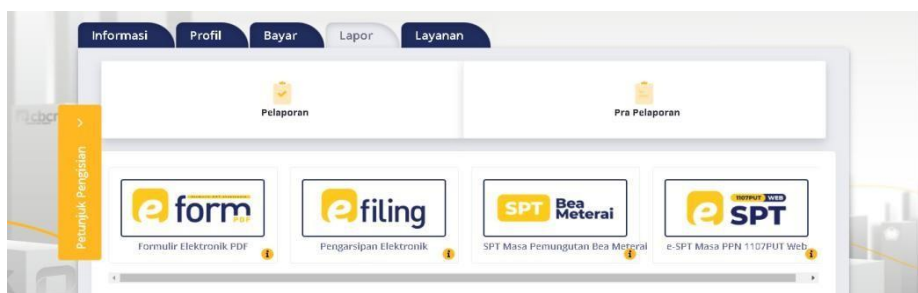 Informasi
Profil
Bayar
Lapor
Layanan
Pelaporan
Pra Pelaporan
Petunjuk Pengisian
e form
PDF
Formulir Elektronik PDF
i
e filing
Pengarsipan Elektronik
i
SPT Bea Meterai
SPT Masa Pemungutan Bea Meterai
i
1107PUT WEB
e SPT
e-SPT Masa PPN 1107PUT Web
i